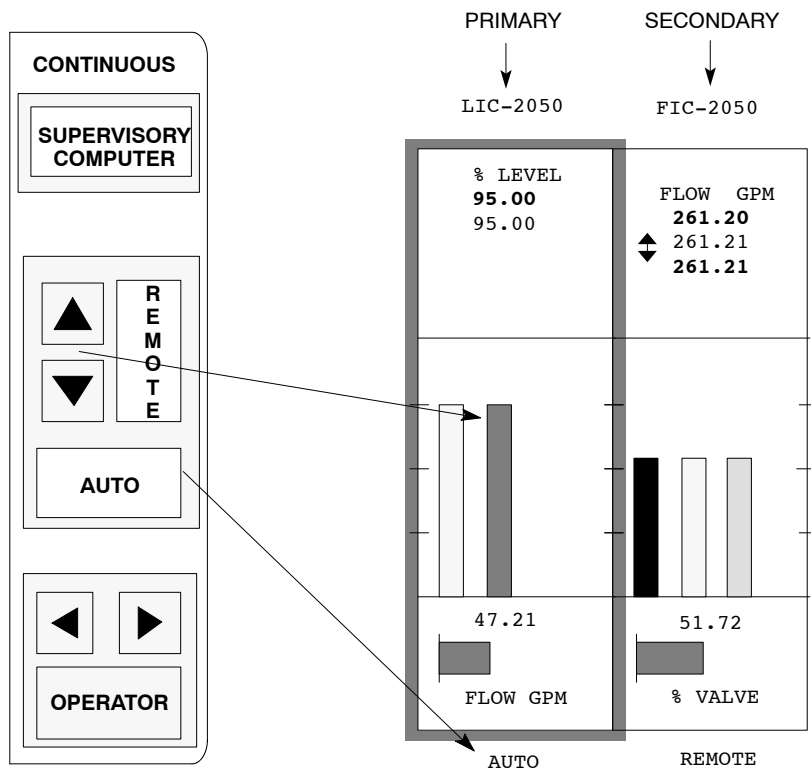 CONTINUOUS
SUPERVISORY
COMPUTER
REMOTE
AUTO
OPERATOR
PRIMARY
LIC-2050
% LEVEL
95.00
95.00
47.21
FLOW GPM
AUTO
SECONDARY
FIC-2050
FLOW GPM
261.20
261.21
261.21
51.72
% VALVE
REMOTE